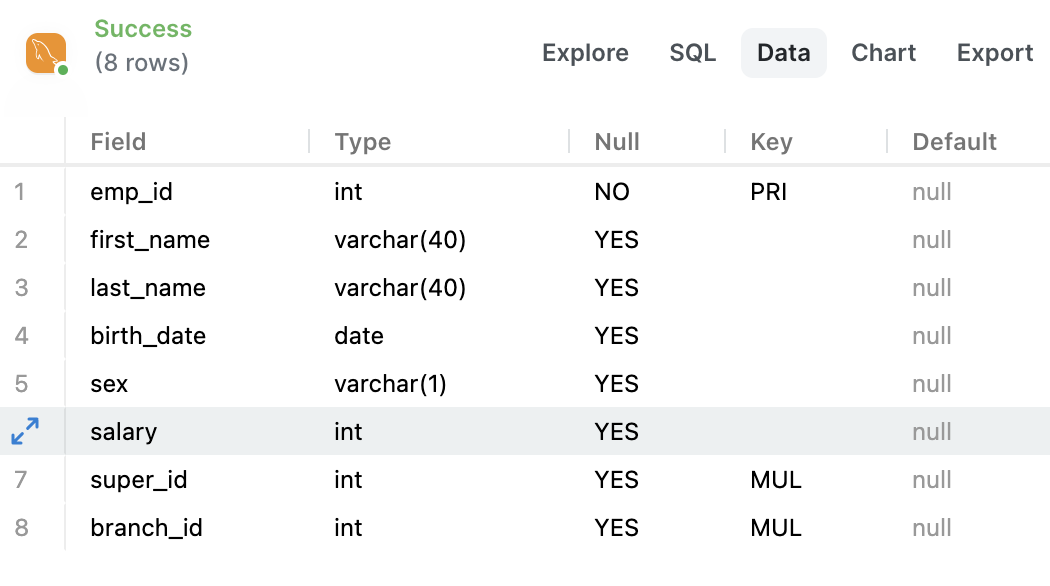 Success
(8 rows)
Explore SQL Data Chart Export
Field Type Null Key Default
1 emp_id int NO PRI null
2 first_name varchar(40) YES null
3 last_name varchar(40) YES null
4 birth_date date YES null
5 sex varchar(1) YES null
salary int YES null
7 super_id int YES MUL null
8 branch_id int YES MUL null